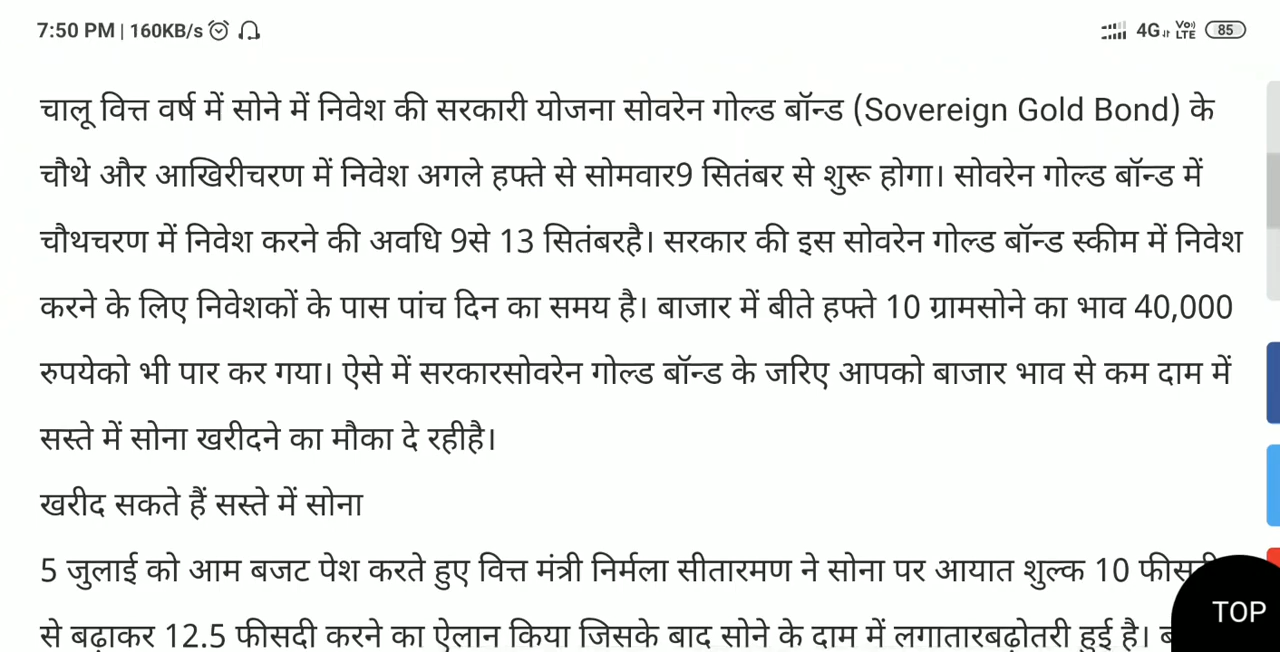 7:50 PM | 160KB/s 4G VoLTE 85
चालू वित्त वर्ष में सोने में निवेश की सरकारी योजना सोवरेन गोल्ड बॉन्ड (Sovereign Gold Bond) के
चौथे और आखिरीचरण में निवेश अगले हफ्ते से सोमवार9 सितंबर से शुरू होगा। सोवरेन गोल्ड बॉन्ड में
चौथचरण में निवेश करने की अवधि 9से 13 सितंबरहै। सरकार की इस सोवरेन गोल्ड बॉन्ड स्कीम में निवेश
करने के लिए निवेशकों के पास पांच दिन का समय है। बाजार में बीते हफ्ते 10 ग्रामसोने का भाव 40,000
रुपयेको भी पार कर गया। ऐसे में सरकारसोवरेन गोल्ड बॉन्ड के जरिए आपको बाजार भाव से कम दाम में
सस्ते में सोना खरीदने का मौका दे रहीहै।
खरीद सकते हैं सस्ते में सोना
5 जुलाई को आम बजट पेश करते हुए वित्त मंत्री निर्मला सीतारमण ने सोना पर आयात शुल्क 10
से बढ़ाकर 12.5 फीसदी करने का ऐलान किया जिसके बाद सोने के दाम में लगातारबढ़ोतरी हुई है।
TOP